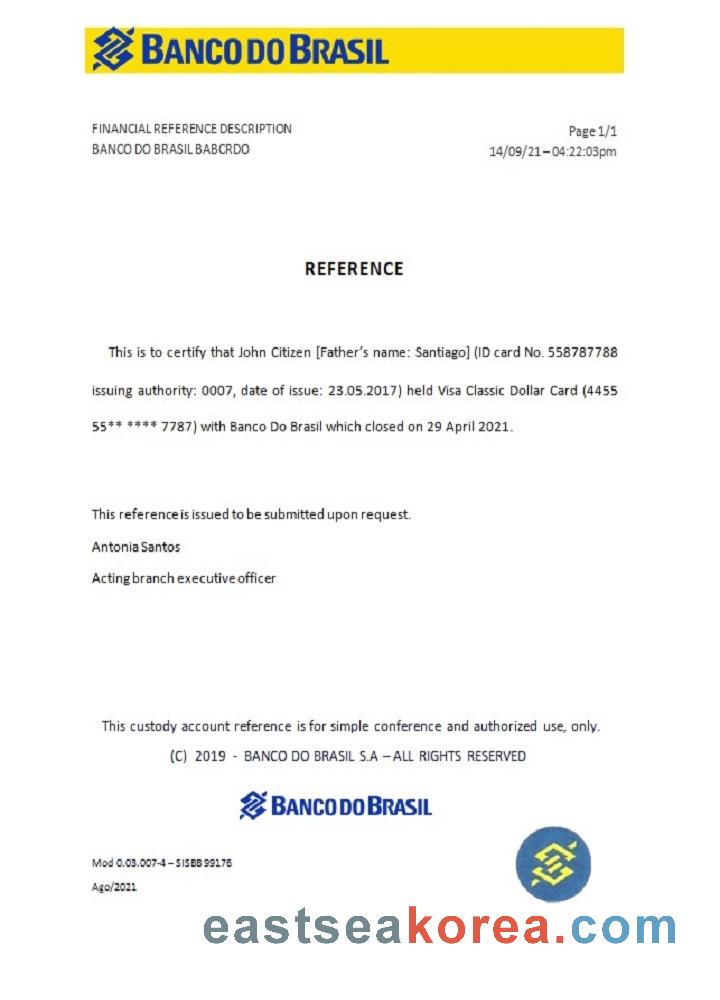 BANCO DO BRASIL
FINANCIAL REFERENCE DESCRIPTION
BANCO DO BRASIL BABCRDO
Page 1/1
14/09/21 – 04:22:03pm
REFERENCE
This is to certify that John Citizen [Father's name: Santiago] (ID card No. 558787788
issuing authority: 0007, date of issue: 23.05.2017) held Visa Classic Dollar Card (4455
55** **** 7787) with Banco Do Brasil which closed on 29 April 2021.
This reference is issued to be submitted upon request.
Antonia Santos
Acting branch executive officer
This custody account reference is for simple conference and authorized use, only.
(C) 2019 - BANCO DO BRASIL S.A – ALL RIGHTS RESERVED
BANCO DO BRASIL
Mod 0.03.007-4 – SISBB 99176
Ago/2021
eastseakorea.com